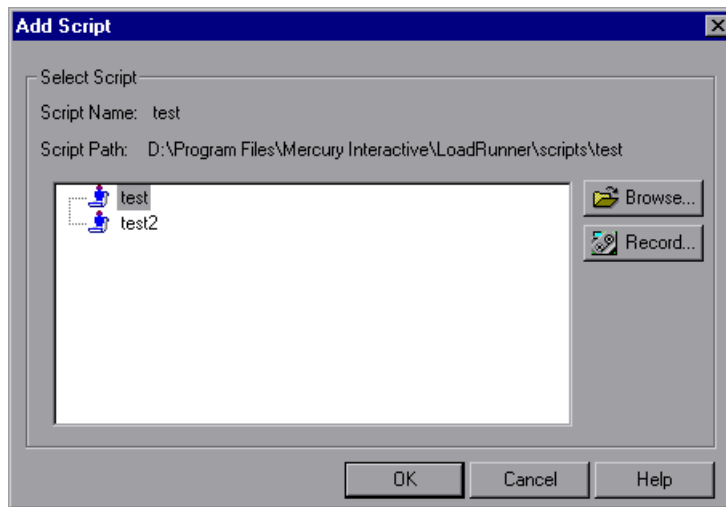 Add Script
Select Script
Script Name: test
Script Path: D:\Program Files\Mercury Interactive\LoadRunner\scripts\test
test
test2
Browse...
Record...
OK
Cancel
Help